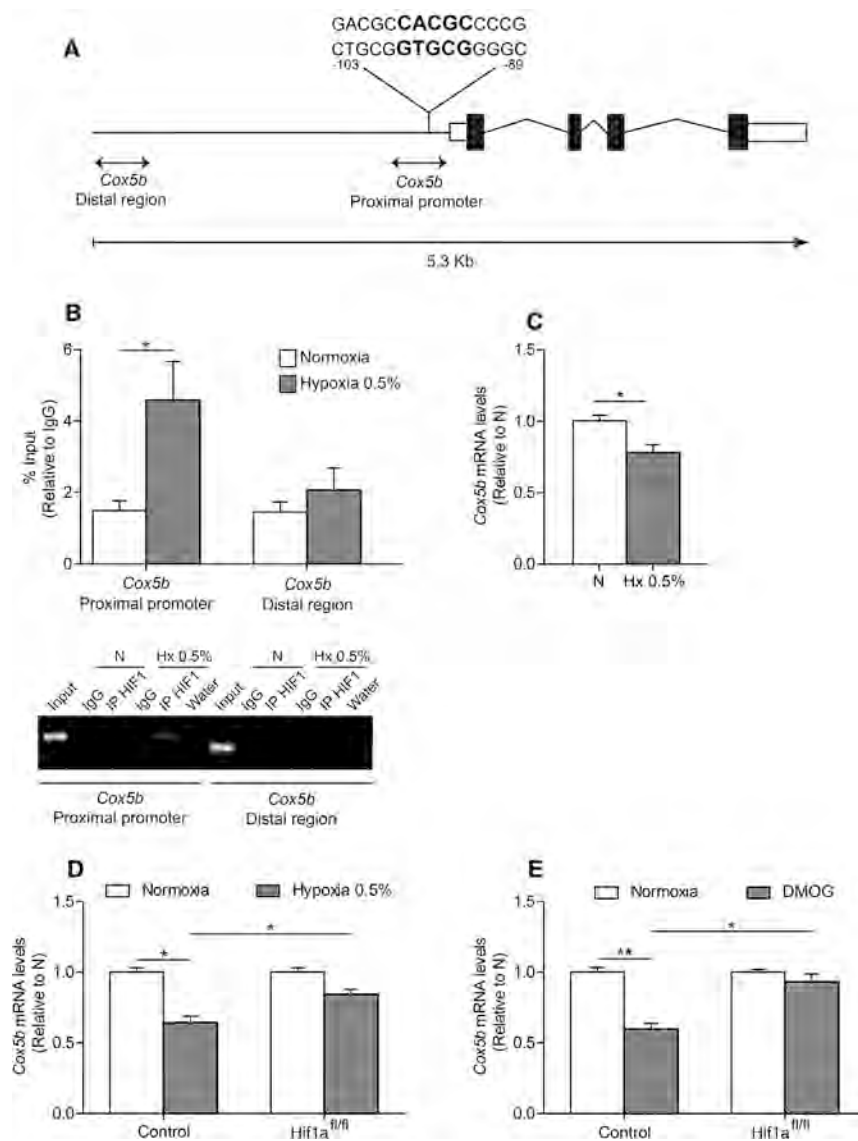 A
GACGCCACGCCCCG
CTGCGGTGCGGGGC
-103 -89
Cox5b
Distal region
Cox5b
Proximal promoter
5.3 Kb
B
6
4
2
0
% Input
(Relative to IgG)
*
Normoxia
Hypoxia 0.5%
Cox5b
Proximal promoter
Cox5b
Distal region
C
1.5
1.0
0.5
0.0
Cox5b mRNA levels
(Relative to N)
*
N Hx 0.5%
N Hx 0.5% N Hx 0.5%
Input IgG IP HIF1 IgG IP HIF1 Water Input IgG IP HIF1 IgG IP HIF1 Water
Cox5b
Proximal promoter
Cox5b
Distal region
D
Normoxia Hypoxia 0.5%
1.5
1.0
0.5
0.0
Cox5b mRNA levels
(Relative to N)
*
*
Control Hif1a fl/fl
E
Normoxia DMOG
1.5
1.0
0.5
0.0
Cox5b mRNA levels
(Relative to N)
**
*
Control Hif1a fl/fl